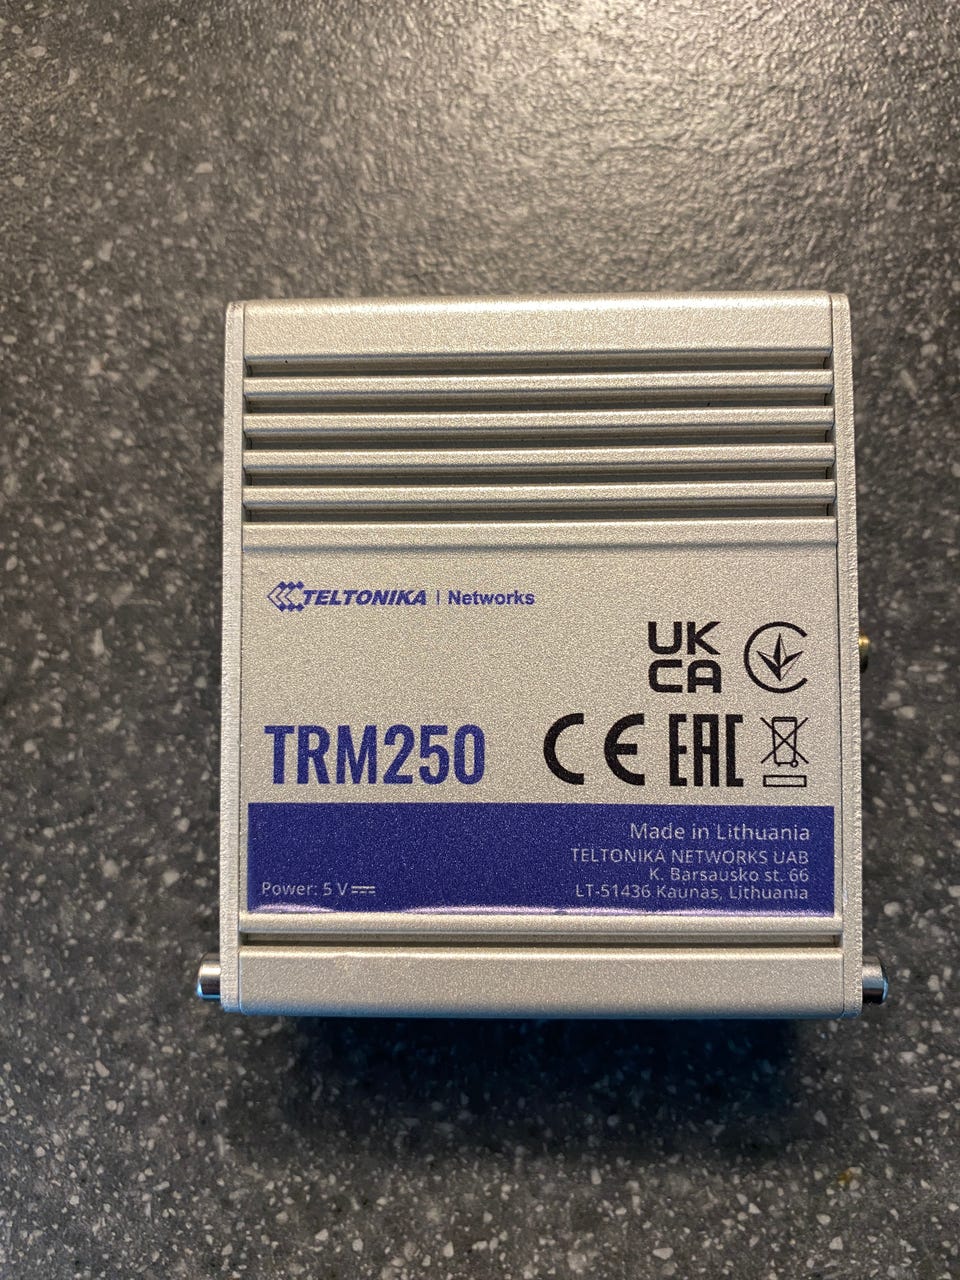 TELTONIKA | Networks
UK
CA
TRM250
CE EAC
Made in Lithuania
TELTONIKA NETWORKS UAB
K. Barsausko st. 66
Power: 5 V
LT-51436 Kaunas, Lithuania